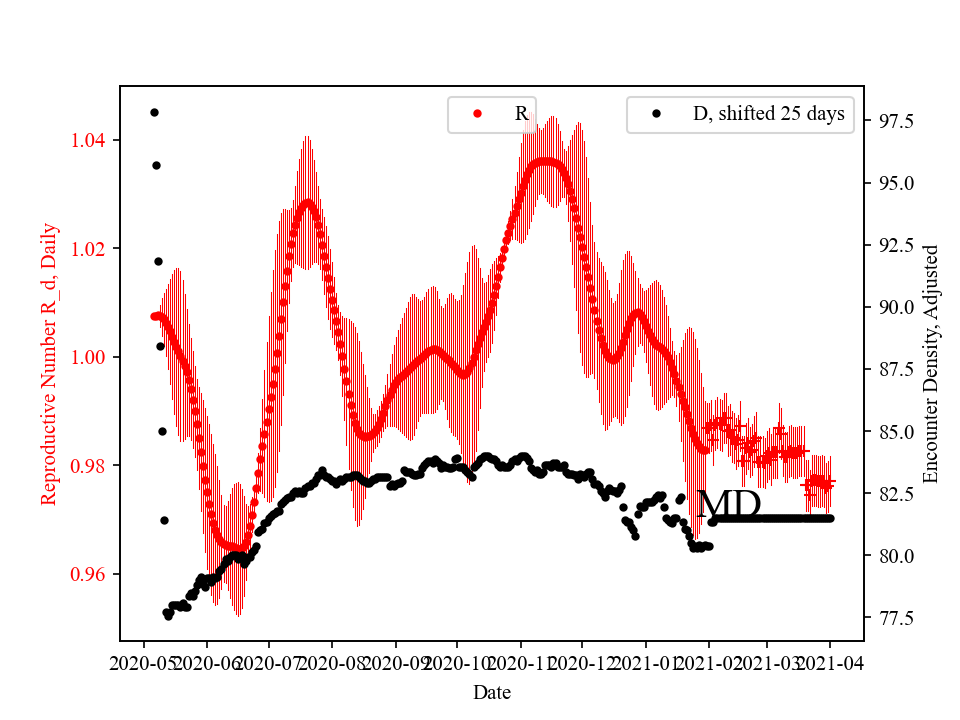 R
D, shifted 25 days
1.04
1.02
1.00
0.98
0.96
Reproductive Number R_d, Daily
97.5
95.0
92.5
90.0
87.5
85.0
82.5
80.0
77.5
Encounter Density, Adjusted
MD
2020-05 2020-06 2020-07 2020-08 2020-09 2020-10 2020-11 2020-12 2021-01 2021-02 2021-03 2021-04
Date